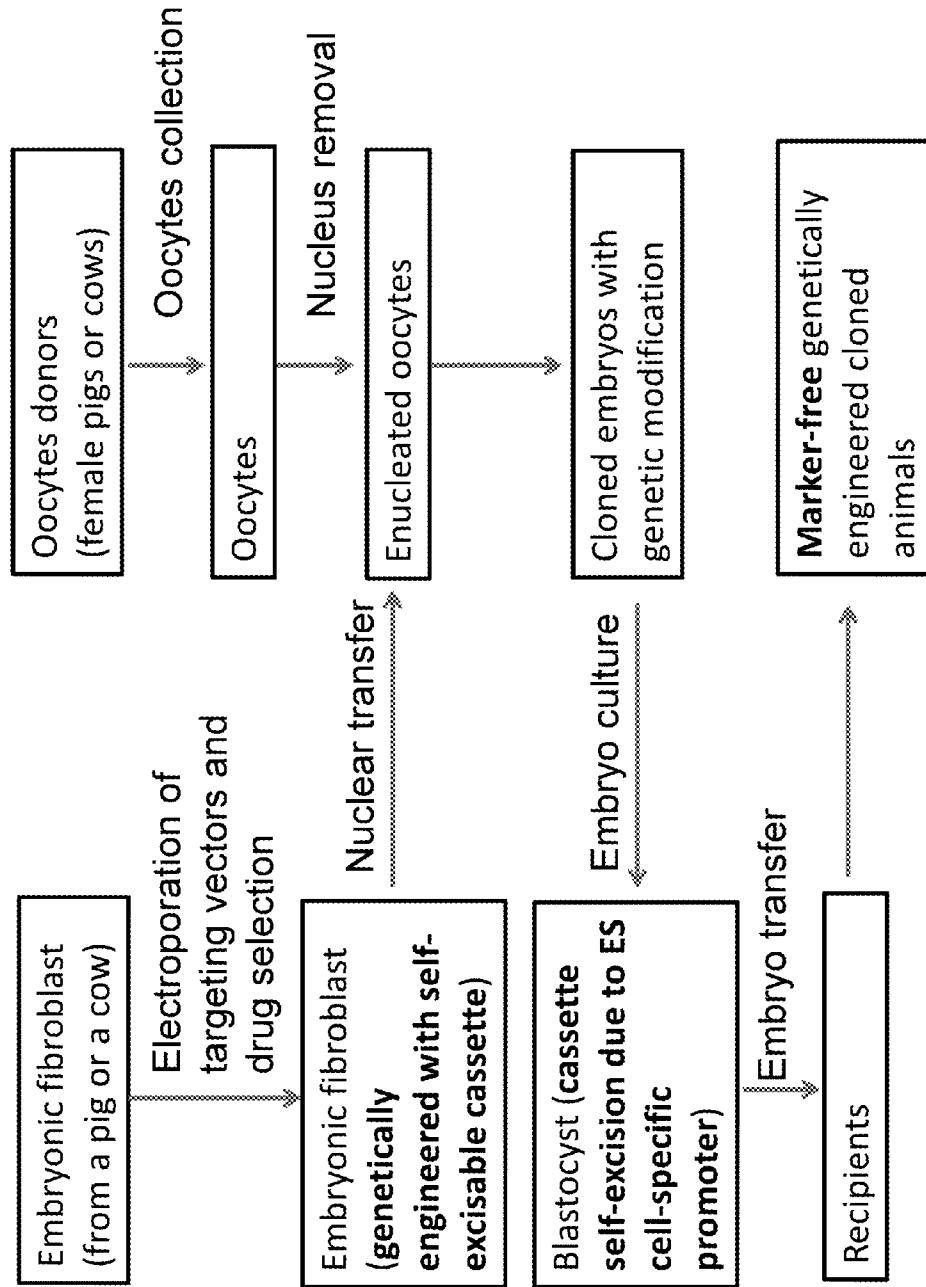 Embryonic fibroblast
(from a pig or a cow)
Electroporation of
targeting vectors and
drug selection
Embryonic fibroblast
(genetically
engineered with self-
excisable cassette)
Oocytes donors
(female pigs or cows)
Oocytes collection
Oocytes
Nucleus removal
Nuclear transfer
Enucleated oocytes
Cloned embryos with
genetic modification
Embryo culture
Blastocyst (cassette
self-excision due to ES
cell-specific
promoter)
Embryo transfer
Recipients
Marker-free genetically
engineered cloned
animals